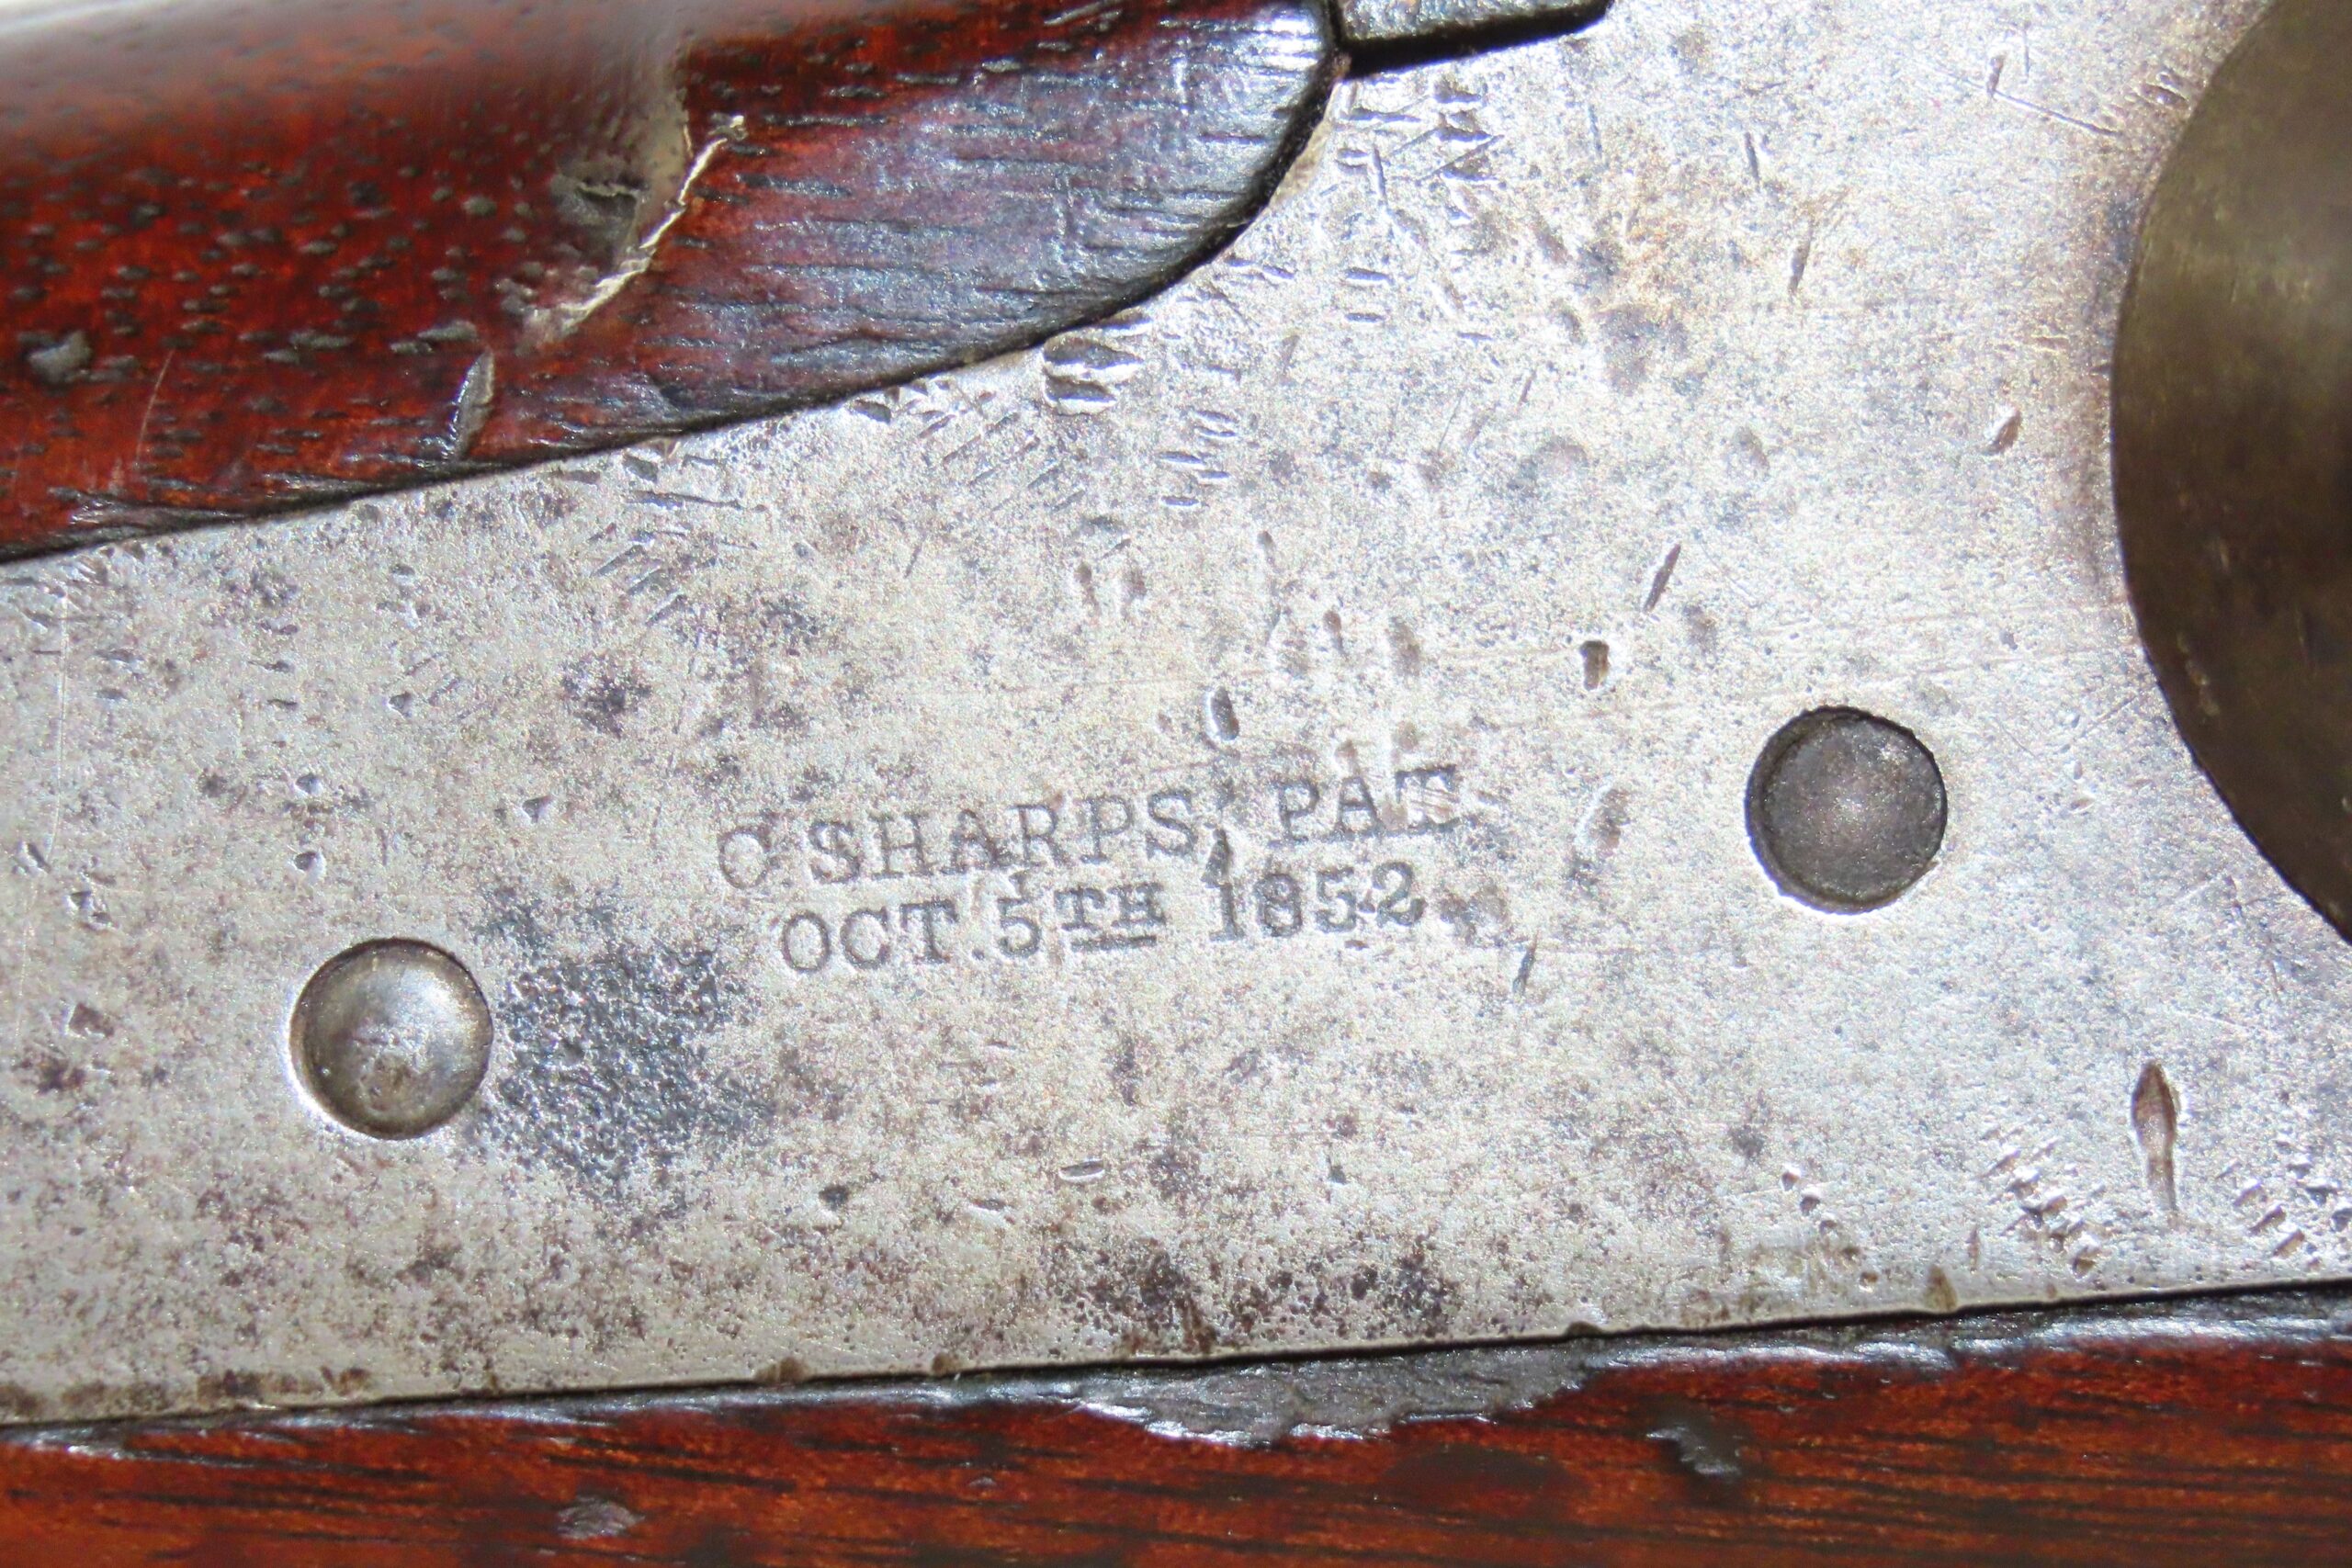 C. SHARPS' PAT.
OCT. 5TH 1852